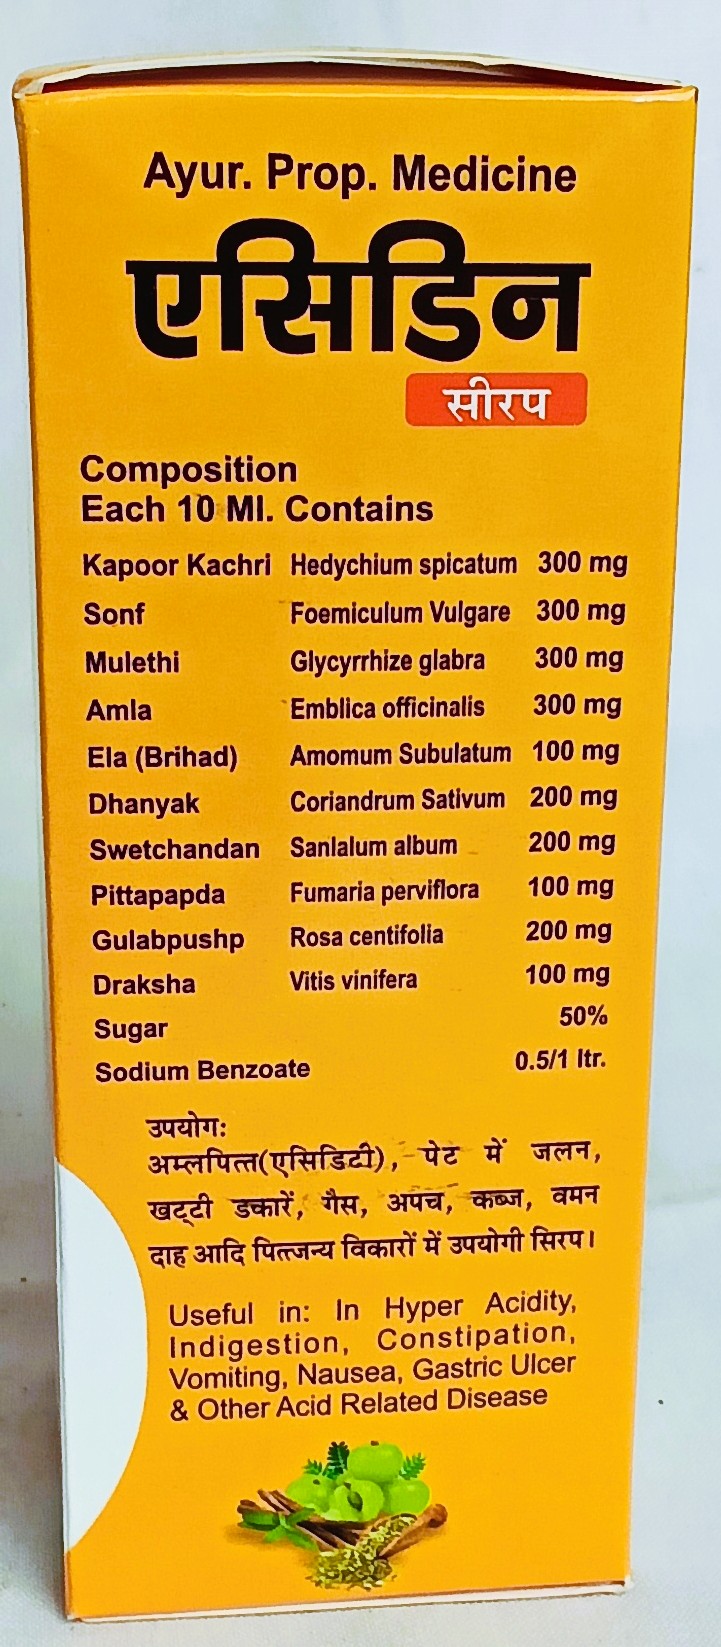 Ayur. Prop. Medicine
एसिडिन
सीरप
Composition
Each 10 Ml. Contains
Kapoor Kachri Hedychium spicatum 300 mg
Sonf Foemiculum Vulgare 300 mg
Mulethi Glycyrrhize glabra 300 mg
Amla Emblica officinalis 300 mg
Ela (Brihad) Amomum Subulatum 100 mg
Dhanyak Coriandrum Sativum 200 mg
Swetchandan Sanlalum album 200 mg
Pittapapda Fumaria perviflora 100 mg
Gulabpushp Rosa centifolia 200 mg
Draksha Vitis vinifera 100 mg
Sugar 50%
Sodium Benzoate 0.5/1 ltr.
उपयोग:
अम्लपित्त(एसिडिटी), पेट में जलन,
खट्टी डकारें, गैस, अपच, कब्ज, वमन
दाह आदि पित्तजन्य विकारों में उपयोगी सिरप।
Useful in: In Hyper Acidity,
Indigestion, Constipation,
Vomiting, Nausea, Gastric Ulcer
& Other Acid Related Disease